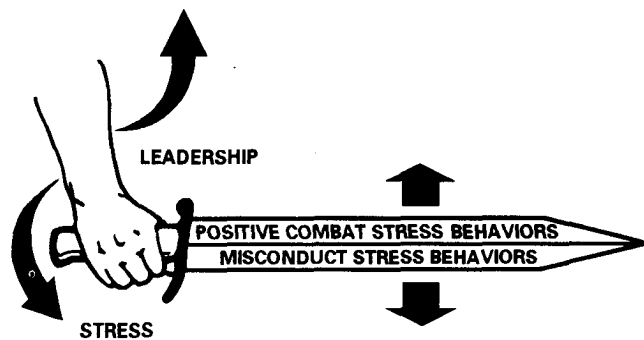 LEADERSHIP
POSITIVE COMBAT STRESS BEHAVIORS
MISCONDUCT STRESS BEHAVIORS
STRESS